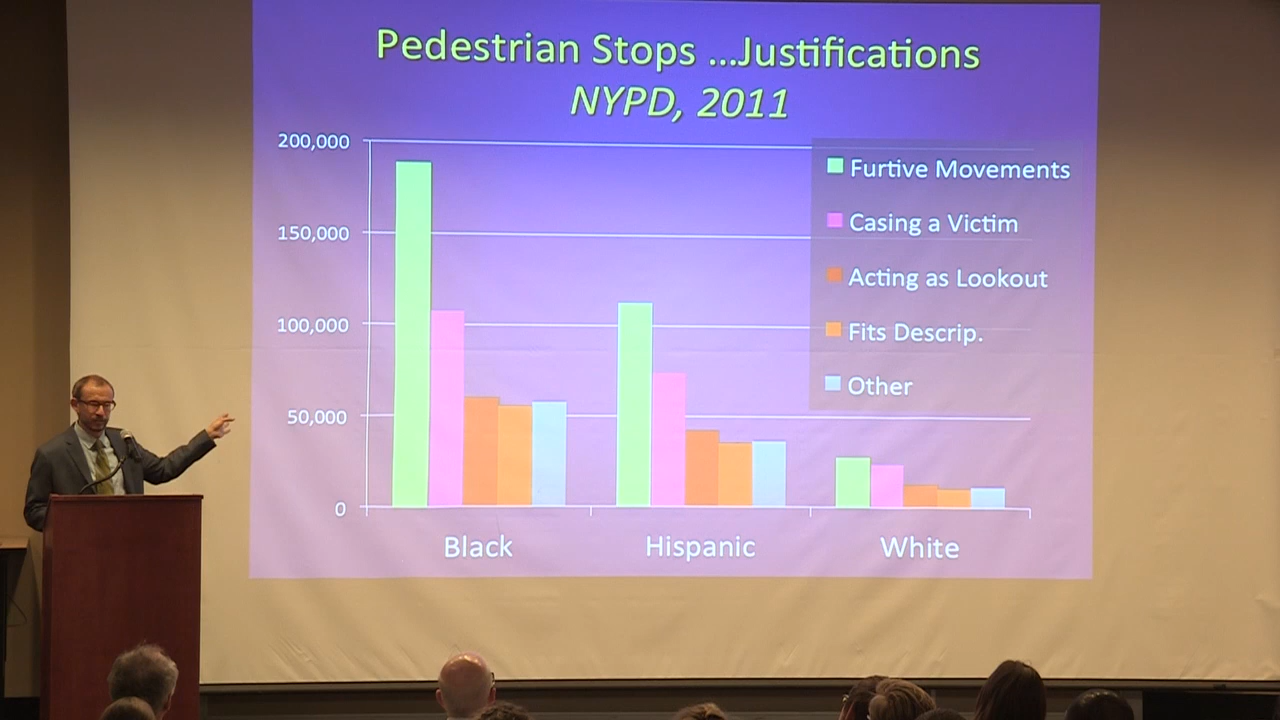 Pedestrian Stops ...Justifications
NYPD, 2011
200,000
150,000
100,000
50,000
0
Furtive Movements
Casing a Victim
Acting as Lookout
Fits Descrip.
Other
Black
Hispanic
White